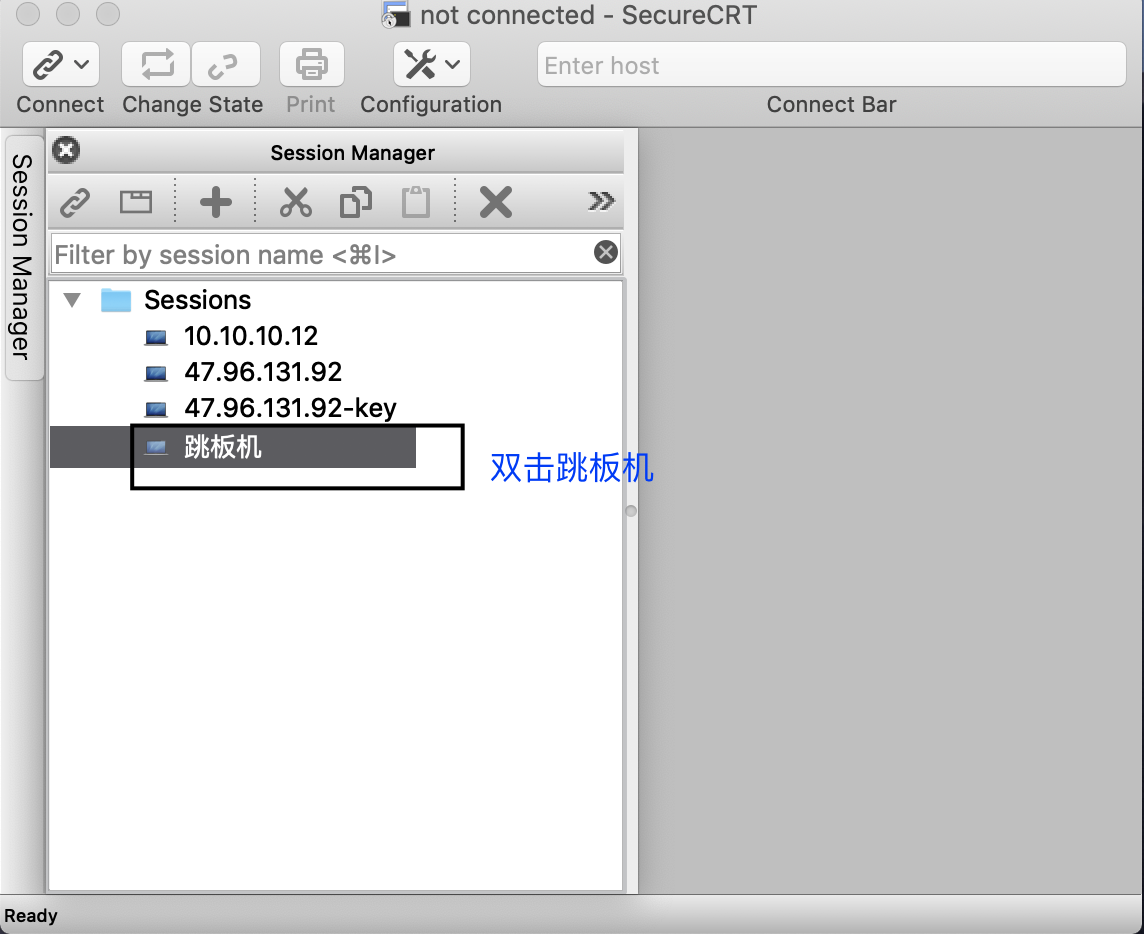 not connected - SecureCRT
Enter host
Connect
Change State
Print
Configuration
Connect Bar
Session Manager
Session Manager
Filter by session name <⌘I>
Sessions
10.10.10.12
47.96.131.92
47.96.131.92-key
跳板机
双击跳板机
Ready